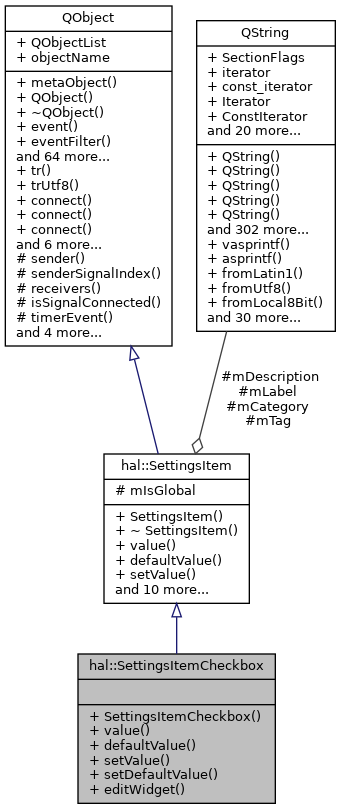 QObject
+ QObjectList
+ objectName
+ metaObject()
+ QObject()
+ ~QObject()
+ event()
+ eventFilter()
and 64 more...
+ tr()
+ trUtf8()
+ connect()
+ connect()
+ connect()
and 6 more...
# sender()
# senderSignalIndex()
# receivers()
# isSignalConnected()
# timerEvent()
and 4 more...
QString
+ SectionFlags
+ iterator
+ const_iterator
+ Iterator
+ ConstIterator
and 20 more...
+ QString()
+ QString()
+ QString()
+ QString()
+ QString()
and 302 more...
+ vasprintf()
+ asprintf()
+ fromLatin1()
+ fromUtf8()
+ fromLocal8Bit()
and 30 more...
#mDescription
#mLabel
#mCategory
#mTag
hal::SettingsItem
# mIsGlobal
+ SettingsItem()
+ ~ SettingsItem()
+ value()
+ defaultValue()
+ setValue()
and 10 more...
hal::SettingsItemCheckbox
+ SettingsItemCheckbox()
+ value()
+ defaultValue()
+ setValue()
+ setDefaultValue()
+ editWidget()